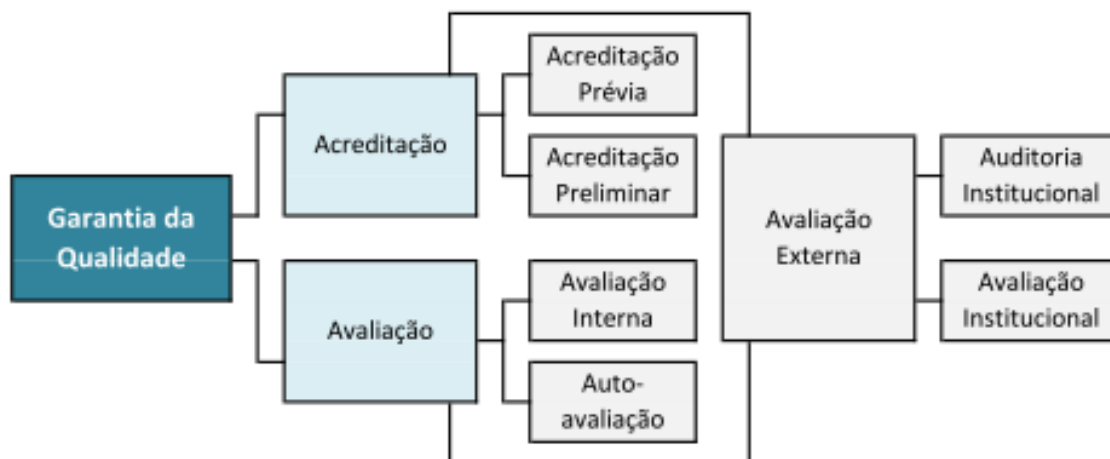 Garantia da
Qualidade
Acreditação
Acreditação
Prévia
Acreditação
Preliminar
Avaliação
Avaliação
Interna
Auto-
avaliação
Avaliação
Externa
Auditoria
Institucional
Avaliação
Institucional